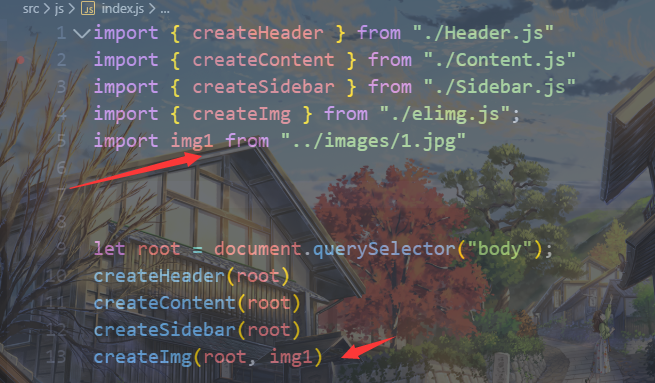 src > js > JS index.js > ...
1 import { createHeader } from "./Header.js"
2 import { createContent } from "./Content.js"
3 import { createSidebar } from "./Sidebar.js"
4 import { createImg } from "./elimg.js";
5 import img1 from "../images/1.jpg"
6
7
8
9 let root = document.querySelector("body");
10 createHeader(root)
11 createContent(root)
12 createSidebar(root)
13 createImg(root, img1)